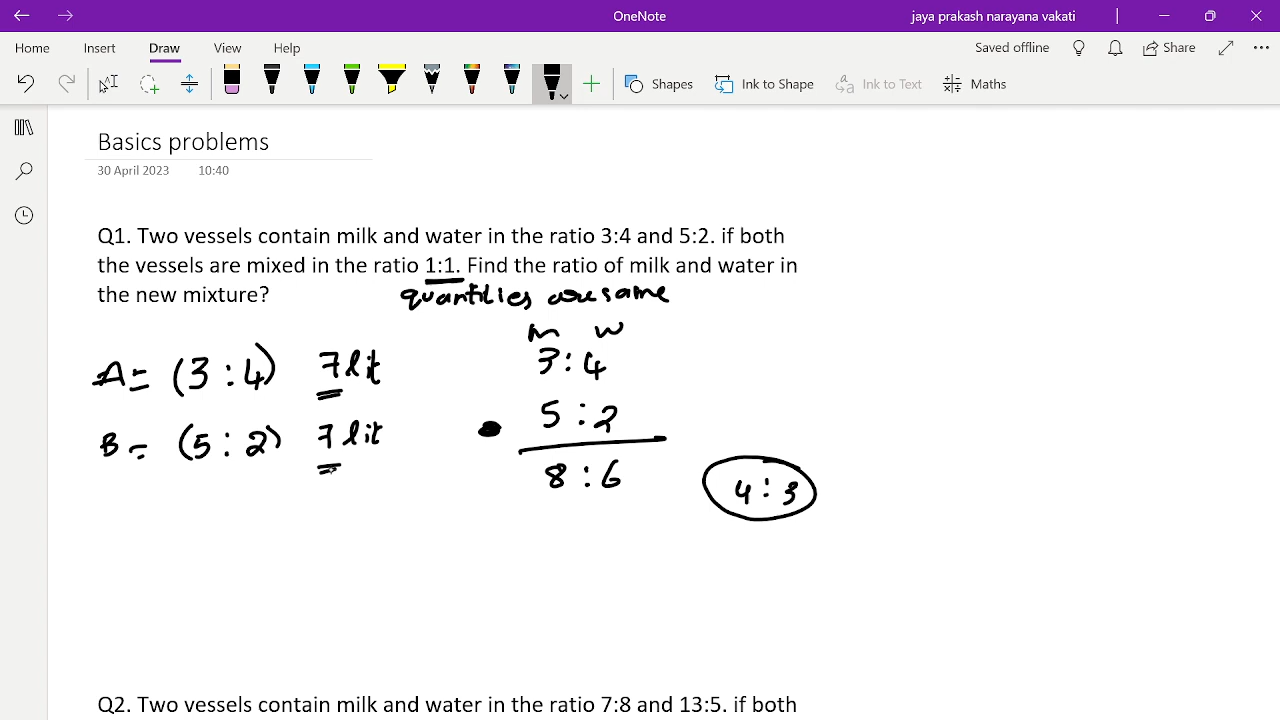 OneNote
jaya prakash narayana vakati
Home Insert Draw View Help
Saved offline
Share
Shapes
Ink to Shape
Ink to Text
Maths
Basics problems
30 April 2023 10:40
Q1. Two vessels contain milk and water in the ratio 3:4 and 5:2. if both
the vessels are mixed in the ratio 1:1. Find the ratio of milk and water in
the new mixture?
quantities are same
m w
A = (3 : 4) 7 lit
3 : 4
B = (5 : 2) 7 lit
5 : 2
8 : 6
4 : 3
Q2. Two vessels contain milk and water in the ratio 7:8 and 13:5. if both